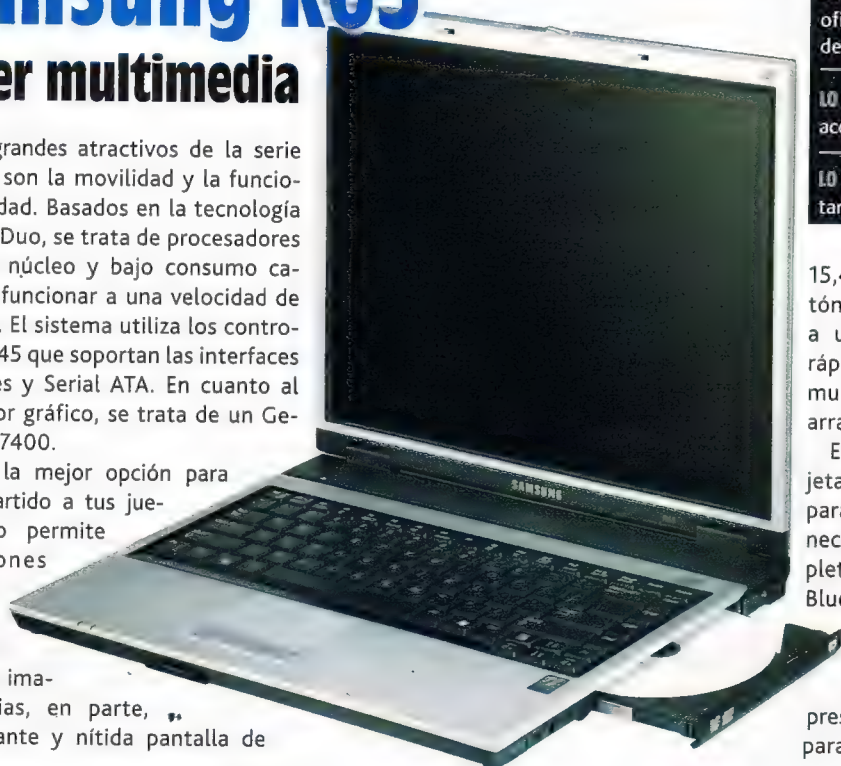 er multimedia
grandes atractivos de la serie
son la movilidad y la funcio-
dad. Basados en la tecnología
Duo, se trata de procesadores
núcleo y bajo consumo ca-
funcionar a una velocidad de
. El sistema utiliza los contro-
45 que soportan las interfaces
es y Serial ATA. En cuanto al
or gráfico, se trata de un Ge-
7400.
la mejor opción para
artido a tus jue-
o permite
ones
ima-
ias, en parte,
ante y nítida pantalla de
SAMSUNG
ofi
de
LO
acc
LO
tar
15,4
tón
a u
ráp
mu
arra
E
jeta
para
nec
plet
Blue
pres
para